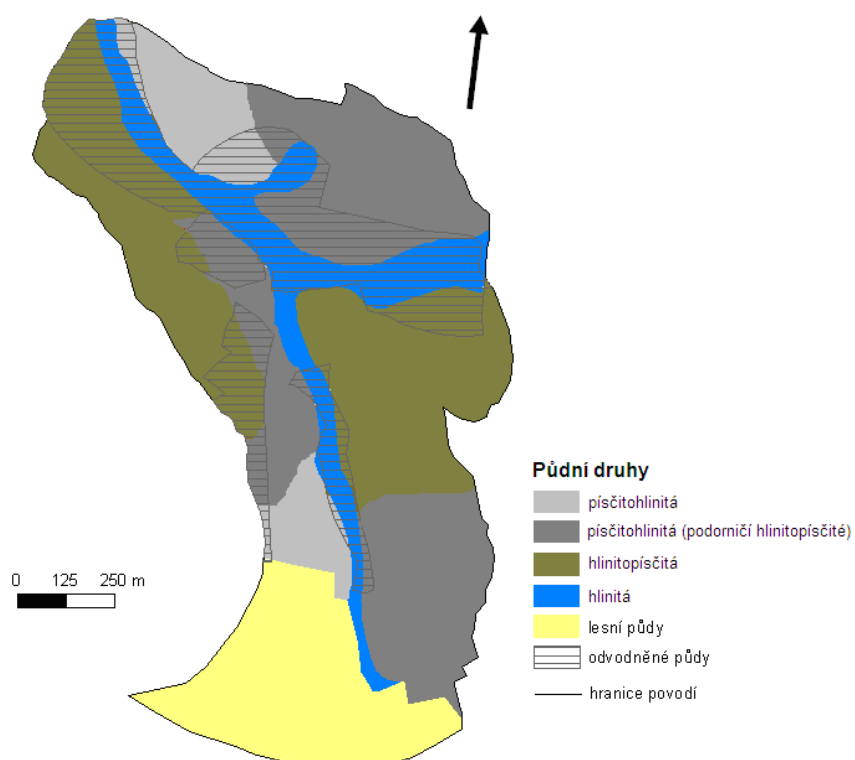 Půdní druhy
písčitohlinitá
písčitohlinitá (podorničí hlinitopísčité)
hlinitopísčitá
hlinitá
lesní půdy
odvodněné půdy
hranice povodí
0 125 250 m